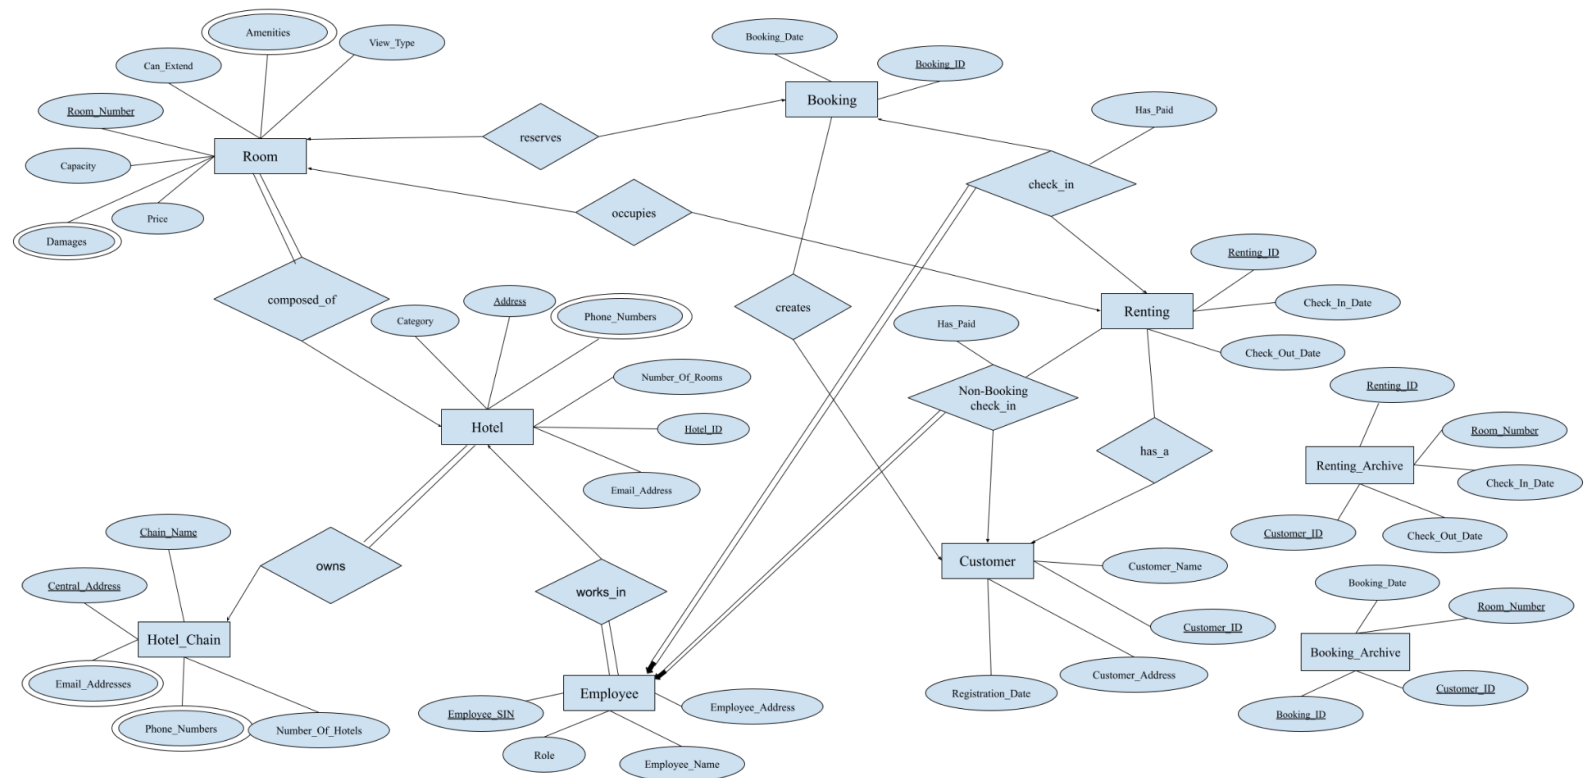 Amenities
View_Type
Can_Extend
Room_Number
Capacity
Damages
Price
Room
reserves
Booking_Date
Booking_ID
Booking
Has_Paid
check_in
occupies
composed_of
creates
Renting_ID
Check_In_Date
Check_Out_Date
Renting
Category
Address
Phone_Numbers
Number_Of_Rooms
Hotel_ID
Email_Address
Hotel
Has_Paid
Non-Booking
check_in
has_a
Renting_ID
Room_Number
Renting_Archive
Check_In_Date
Check_Out_Date
Customer_ID
Chain_Name
Central_Address
owns
Hotel_Chain
Email_Addresses
Phone_Numbers
Number_Of_Hotels
works_in
Customer
Customer_Name
Customer_ID
Customer_Address
Registration_Date
Booking_Date
Room_Number
Booking_Archive
Customer_ID
Booking_ID
Employee
Employee_SIN
Employee_Address
Role
Employee_Name